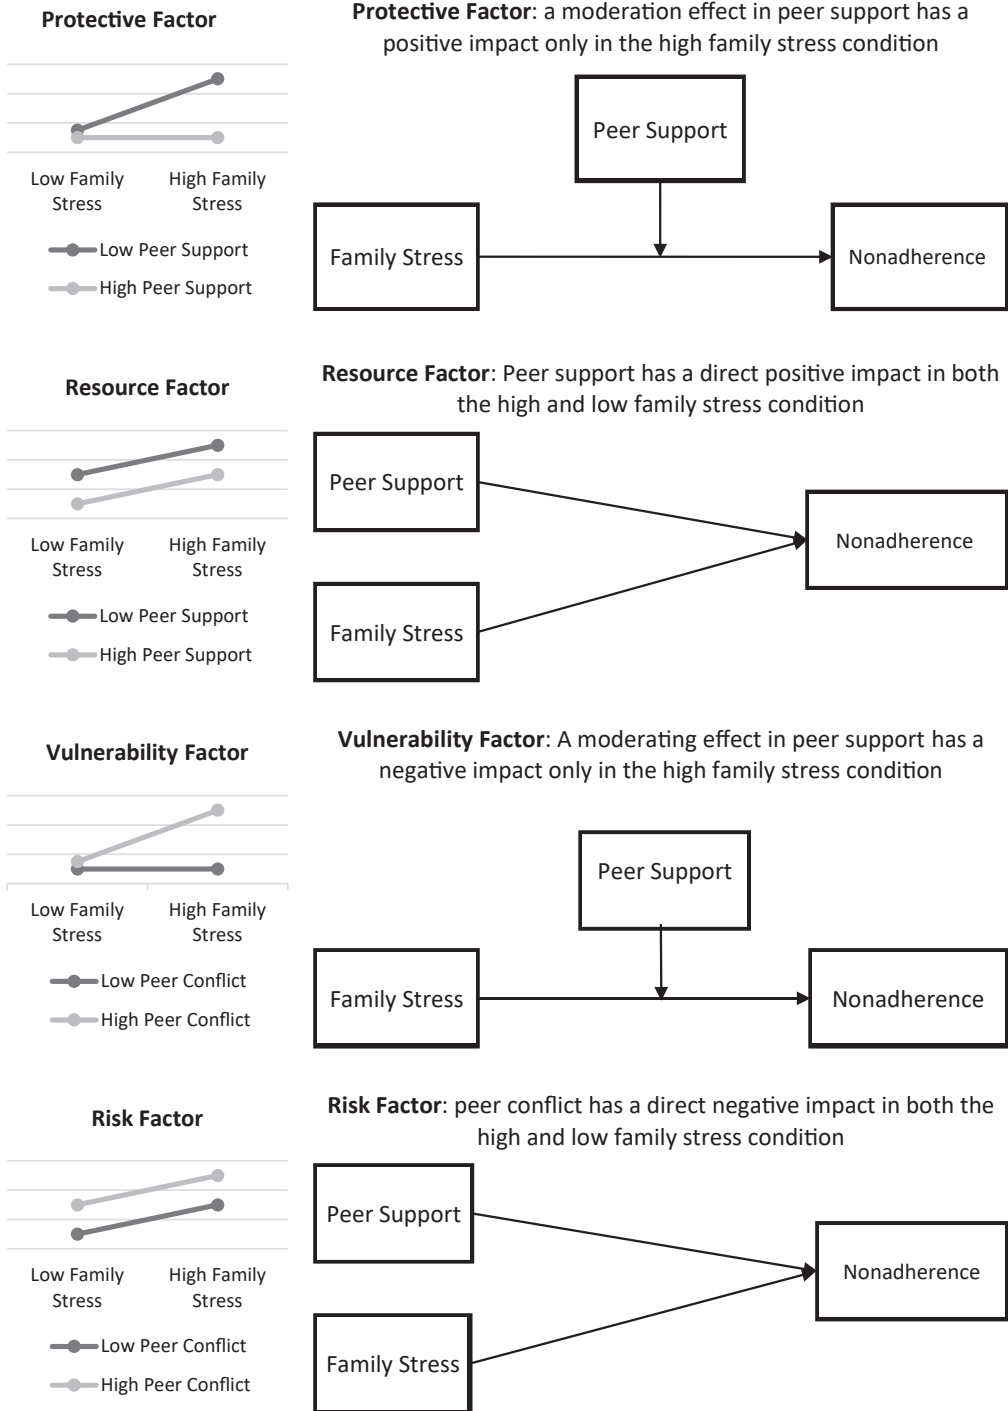 Protective Factor
Low Family
Stress
High Family
Stress
Low Peer Support
High Peer Support
Protective Factor: a moderation effect in peer support has a
positive impact only in the high family stress condition
Peer Support
Family Stress
Nonadherence
Resource Factor
Low Family
Stress
High Family
Stress
Low Peer Support
High Peer Support
Resource Factor: Peer support has a direct positive impact in both
the high and low family stress condition
Peer Support
Nonadherence
Family Stress
Vulnerability Factor
Low Family
Stress
High Family
Stress
Low Peer Conflict
High Peer Conflict
Vulnerability Factor: A moderating effect in peer support has a
negative impact only in the high family stress condition
Peer Support
Family Stress
Nonadherence
Risk Factor
Low Family
Stress
High Family
Stress
Low Peer Conflict
High Peer Conflict
Risk Factor: peer conflict has a direct negative impact in both the
high and low family stress condition
Peer Support
Nonadherence
Family Stress